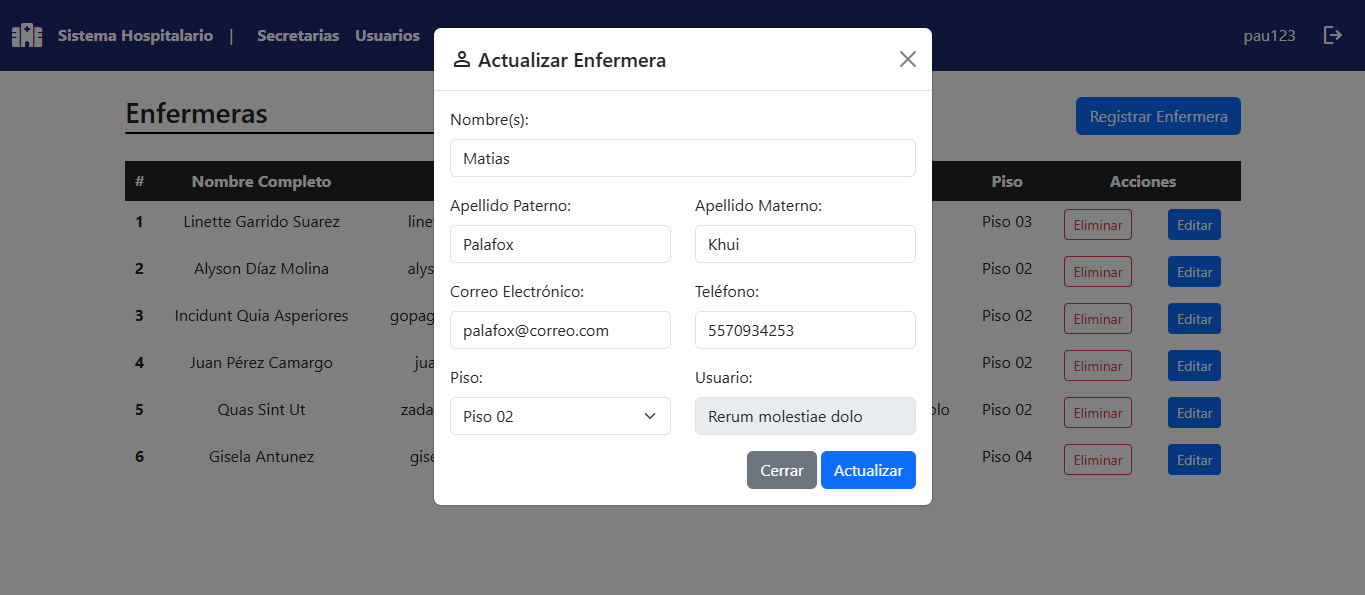 Sistema Hospitalario | Secretarias Usuarios pau123
Actualizar Enfermera
Enfermeras
Registrar Enfermera
Nombre(s):
Matias
# Nombre Completo Piso Acciones
Apellido Paterno: Apellido Materno:
1 Linette Garrido Suarez line Piso 03 Eliminar Editar
Palafox Khui
2 Alyson Díaz Molina alys Piso 02 Eliminar Editar
Correo Electrónico: Teléfono:
3 Incidunt Quia Asperiores gopag Piso 02 Eliminar Editar
palafox@correo.com 5570934253
4 Juan Pérez Camargo jua Piso 02 Eliminar Editar
Piso: Usuario:
5 Quas Sint Ut zada olo Piso 02 Eliminar Editar
Piso 02 Rerum molestiae dolo
6 Gisela Antunez gise Piso 04 Eliminar Editar
Cerrar Actualizar